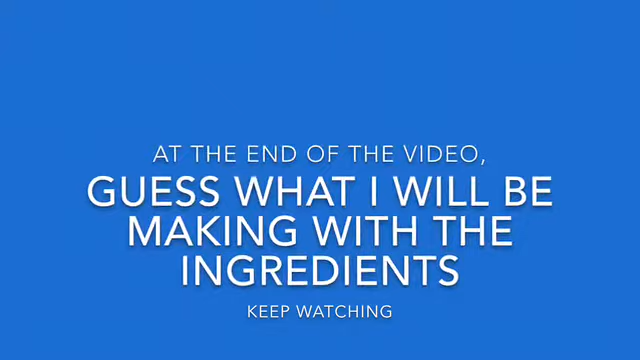 AT THE END OF THE VIDEO,
GUESS WHAT I WILL BE
MAKING WITH THE
INGREDIENTS
KEEP WATCHING